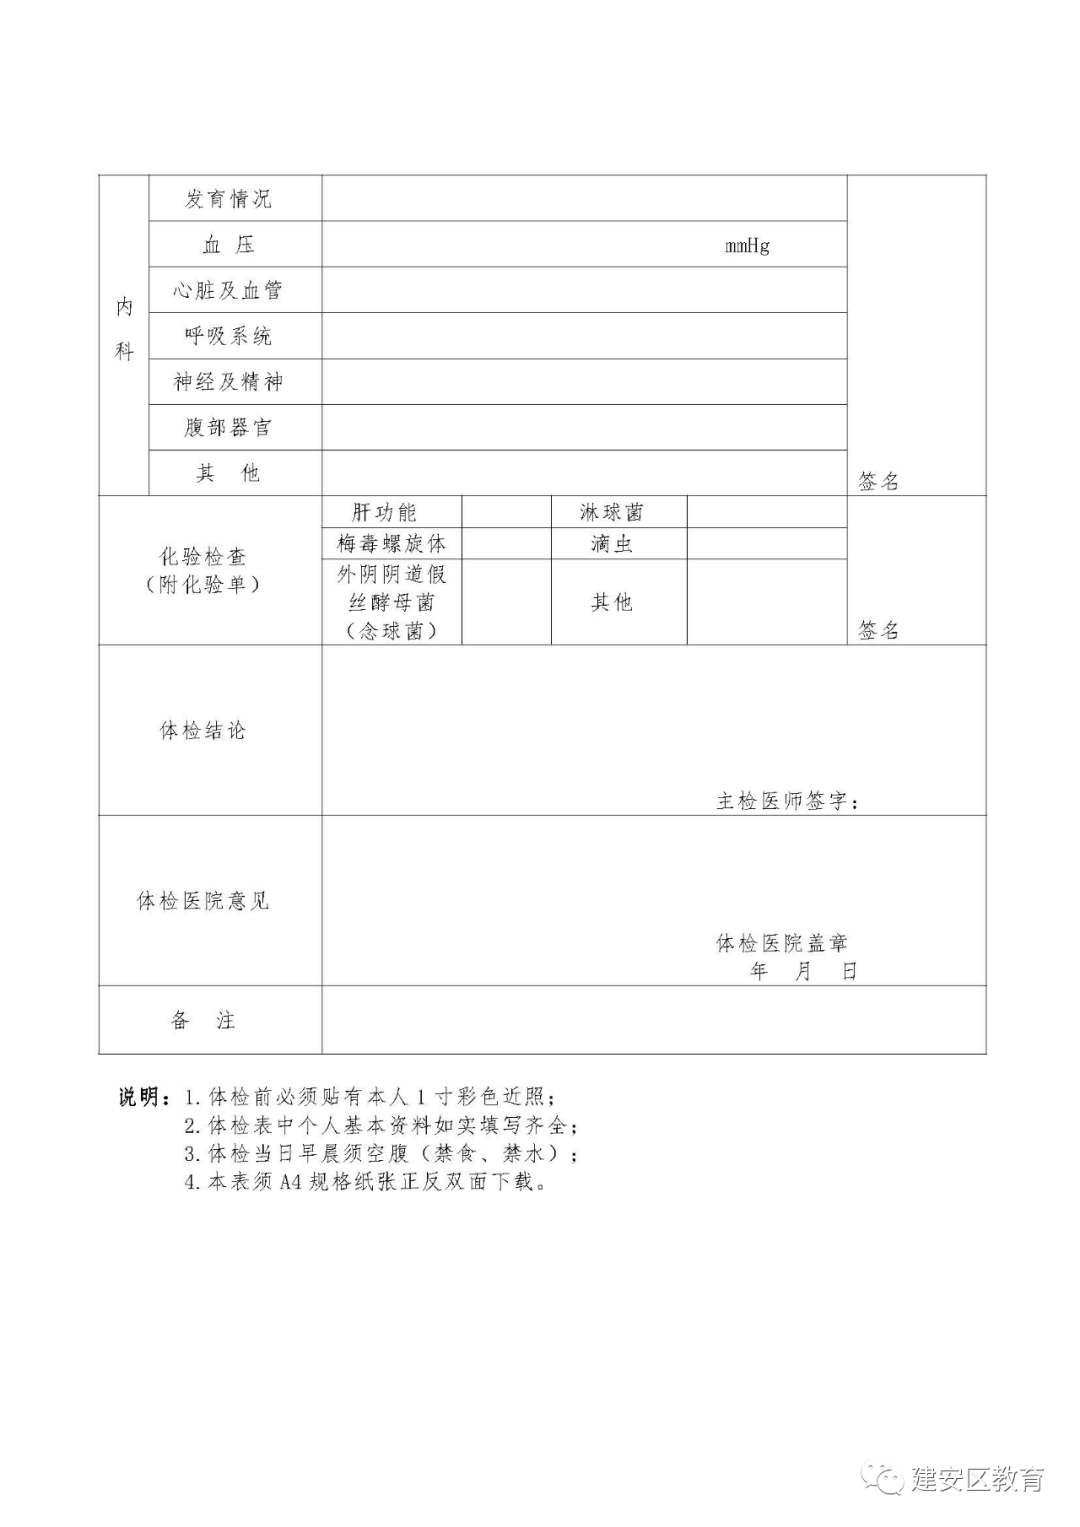 内科
发育情况
血 压 mmHg
心脏及血管
呼吸系统
神经及精神
腹部器官
其 他
签名
化验检查
（附化验单）
肝功能 淋球菌
梅毒螺旋体 滴虫
外阴阴道假
丝酵母菌
（念球菌）
其他
签名
体检结论
主检医师签字：
体检医院意见
体检医院盖章
年 月 日
备 注
说明：1.体检前必须贴有本人1寸彩色近照；
2.体检表中个人基本资料如实填写齐全；
3.体检当日早晨须空腹（禁食、禁水）；
4.本表须A4规格纸张正反双面下载。
建安区教育